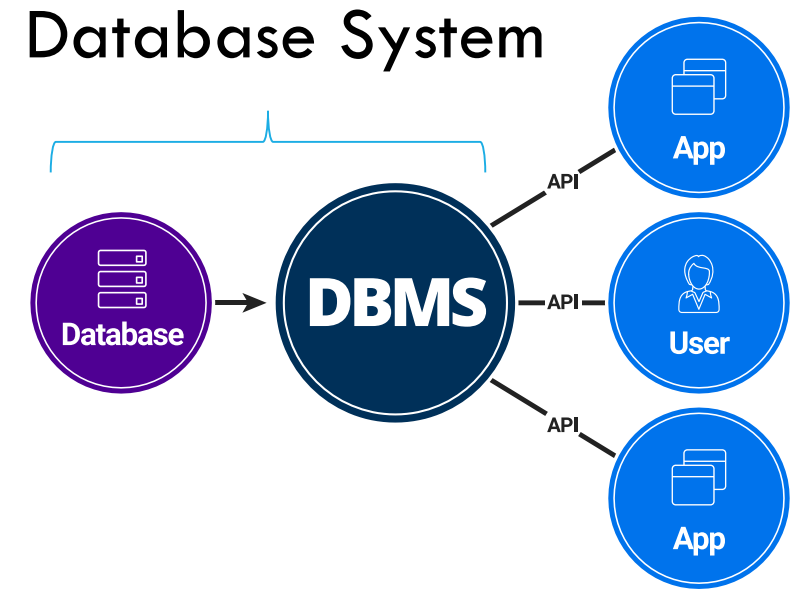 Database System
App
API
Database
DBMS
API
User
API
App